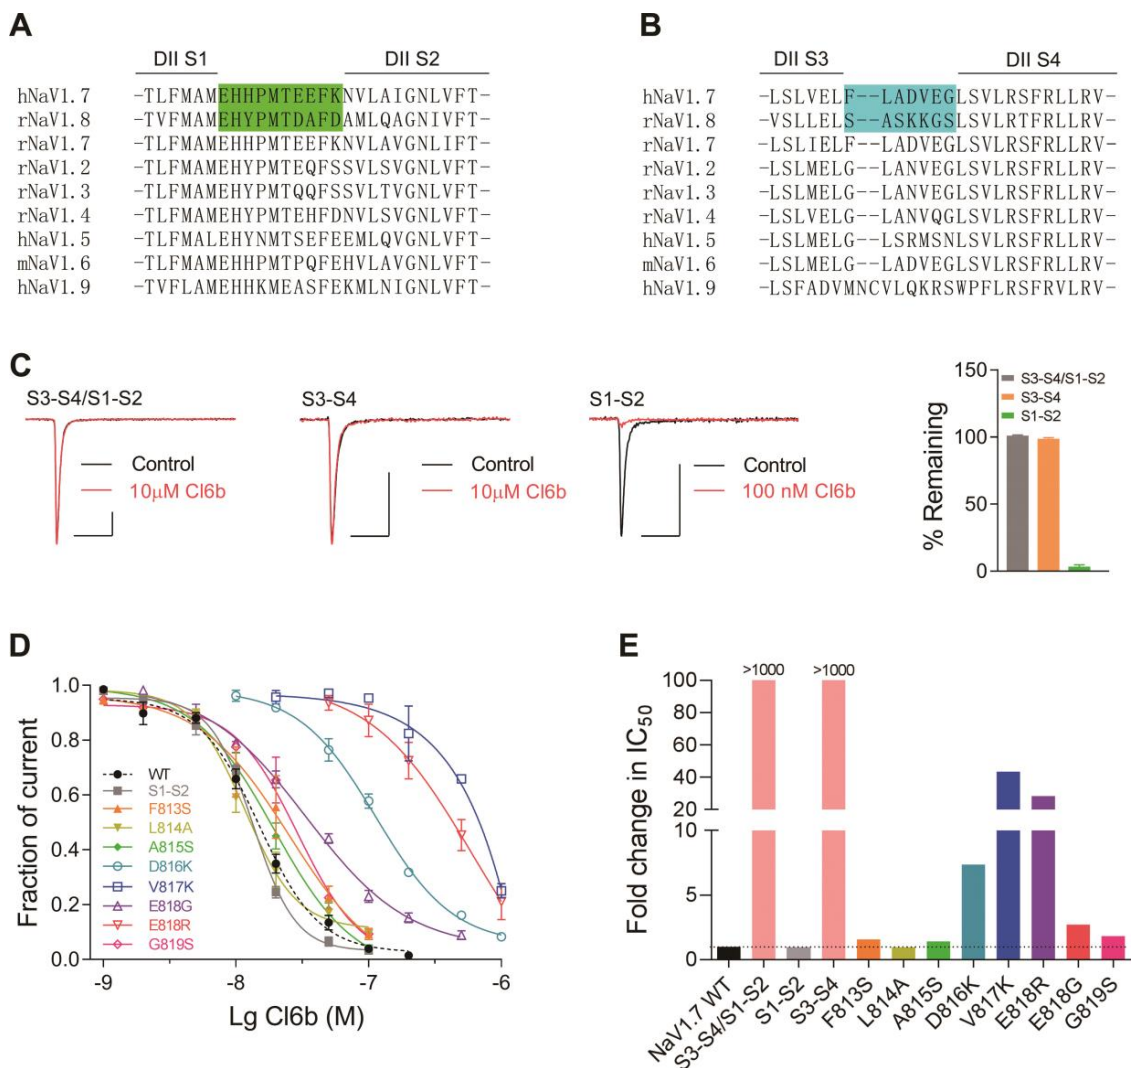 A
DII S1 DII S2
hNaV1.7 -TLFMAMEHHPMTEEFKNVLAIGNLVFT-
rNaV1.8 -TVFMAMEHYPMTDAFDAMLQAGNIVFT-
rNaV1.7 -TLFMAMEHHPMTEEFKNVLAVGNLIFT-
rNaV1.2 -TLFMAMEHYPMTEQFSSVLSVGNLVFT-
rNaV1.3 -TLFMAMEHYPMTQQFSSVLTVGNLVFT-
rNaV1.4 -TLFMAMEHYPMTEHFDNVLSVGNLVFT-
hNaV1.5 -TLFMALEHYNMTSEFEEMLQVGNLVFT-
mNaV1.6 -TLFMAMEHHPMTPQFEHVLAVGNLVFT-
hNaV1.9 -TVFLAMEHHKMEASFEKMLNIGNLVFT-
B
DII S3 DII S4
hNaV1.7 -LSLVELF--LADVEGLSVLRSFRLLRV-
rNaV1.8 -VSLLELS--ASKKGSLSVLRTFRLLRV-
rNaV1.7 -LSLIELF--LADVEGLSVLRSFRLLRV-
rNaV1.2 -LSLMELG--LANVEGLSVLRSFRLLRV-
rNav1.3 -LSLMELG--LANVEGLSVLRSFRLLRV-
rNaV1.4 -LSLVELG--LANVQGLSVLRSFRLLRV-
hNaV1.5 -LSLMELG--LSRMSNLSVLRSFRLLRV-
mNaV1.6 -LSLMELG--LADVEGLSVLRSFRLLRV-
hNaV1.9 -LSFADVMNCVLQKRSWPFLRSFRVLRV-
C
S3-S4/S1-S2
Control
10μM Cl6b
S3-S4
Control
10μM Cl6b
S1-S2
Control
100 nM Cl6b
% Remaining
150
100
50
0
S3-S4/S1-S2
S3-S4
S1-S2
D
Fraction of current
1.0
0.8
0.6
0.4
0.2
0.0
WT
S1-S2
F813S
L814A
A815S
D816K
V817K
E818G
E818R
G819S
-9 -8 -7 -6
Lg Cl6b (M)
E
Fold change in IC50
>1000 >1000
100
80
60
40
20
10
5
0
NaV1.7 WT
S3-S4/S1-S2
S1-S2
S3-S4
F813S
L814A
A815S
D816K
V817K
E818R
E818G
G819S